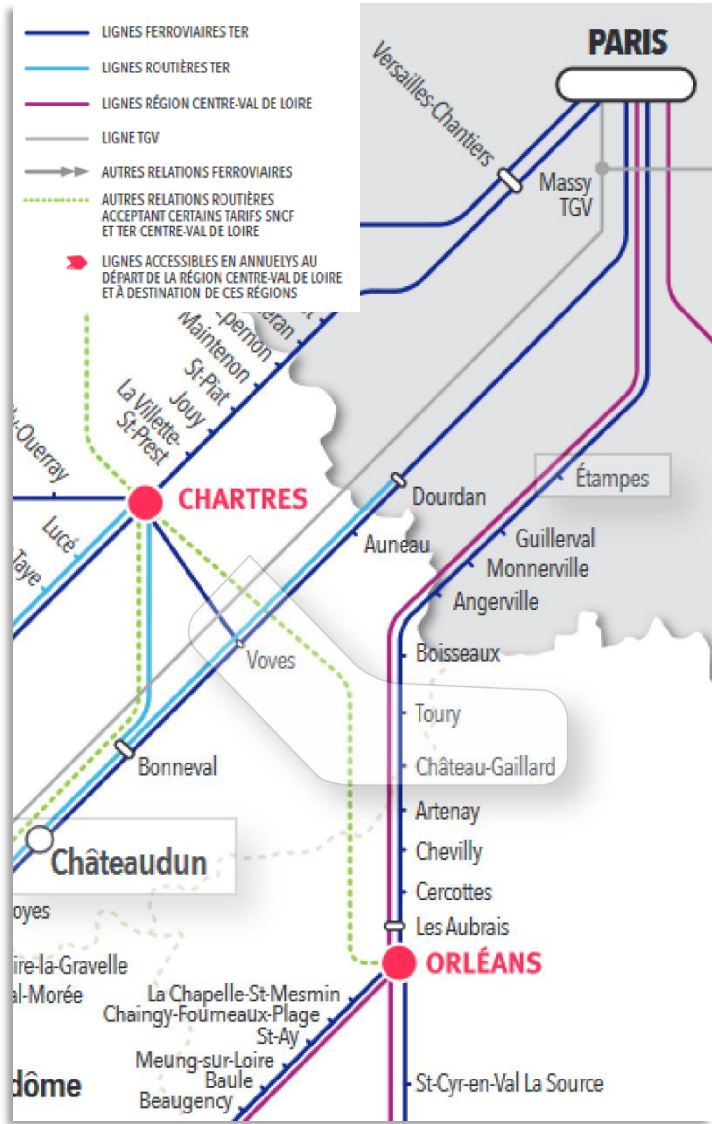 LIGNES FERROVIAIRES TER
LIGNES ROUTIÈRES TER
LIGNES RÉGION CENTRE-VAL DE LOIRE
LIGNE TGV
AUTRES RELATIONS FERROVIAIRES
AUTRES RELATIONS ROUTIÈRES
ACCEPTANT CERTAINS TARIFS SNCF
ET TER CENTRE-VAL DE LOIRE
LIGNES ACCESSIBLES EN ANNUELYS AU
DÉPART DE LA RÉGION CENTRE-VAL DE LOIRE
ET À DESTINATION DE CES RÉGIONS
PARIS
Versailles-Chantiers
Massy
TGV
Maintenon
St-Piat
Jouy
La Villette-
St-Prest
CHARTRES
Lucé
Dourdan
Auneau
Étampes
Guillerval
Monnerville
Angerville
Voves
Boisseaux
Toury
Château-Gaillard
Bonneval
Artenay
Châteaudun
Chevilly
Cercottes
Les Aubrais
ORLÉANS
La Chapelle-St-Mesmin
Chaingy-Fourneaux-Plage
St-Ay
Meung-sur-Loire
Baule
Beaugency
St-Cyr-en-Val La Source